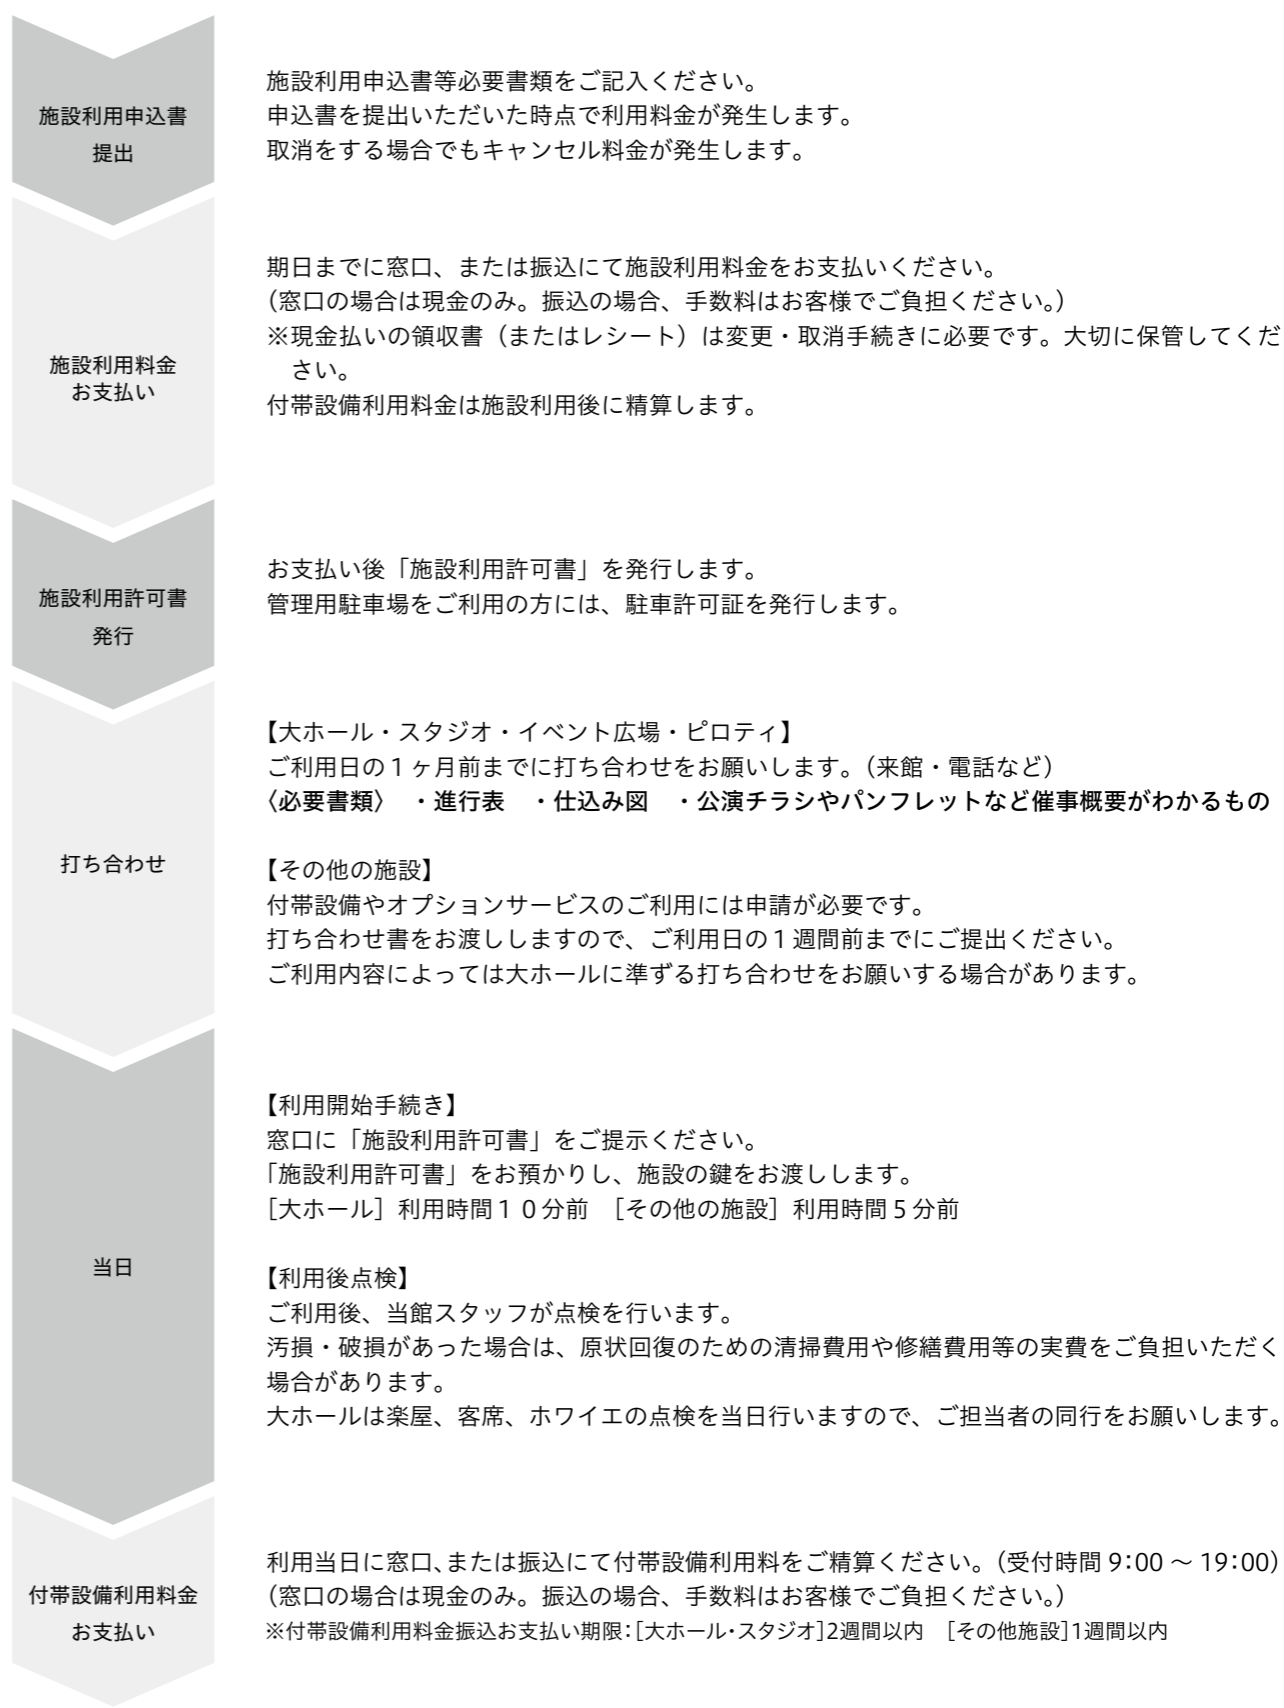 施設利用申込書
提出
施設利用申込書等必要書類をご記入ください。
申込書を提出いただいた時点で利用料金が発生します。
取消をする場合でもキャンセル料金が発生します。
施設利用料金
お支払い
期日までに窓口、または振込にて施設利用料金をお支払いください。
（窓口の場合は現金のみ。振込の場合、手数料はお客様でご負担ください。）
※現金払いの領収書（またはレシート）は変更・取消手続きに必要です。大切に保管してくだ
さい。
付帯設備利用料金は施設利用後に精算します。
施設利用許可書
発行
お支払い後「施設利用許可書」を発行します。
管理用駐車場をご利用の方には、駐車許可証を発行します。
打ち合わせ
【大ホール・スタジオ・イベント広場・ピロティ】
ご利用日の１ヶ月前までに打ち合わせをお願いします。（来館・電話など）
〈必要書類〉　・進行表　・仕込み図　・公演チラシやパンフレットなど催事概要がわかるもの
【その他の施設】
付帯設備やオプションサービスのご利用には申請が必要です。
打ち合わせ書をお渡ししますので、ご利用日の１週間前までにご提出ください。
ご利用内容によっては大ホールに準ずる打ち合わせをお願いする場合があります。
当日
【利用開始手続き】
窓口に「施設利用許可書」をご提示ください。
「施設利用許可書」をお預かりし、施設の鍵をお渡しします。
［大ホール］利用時間１０分前　［その他の施設］利用時間５分前
【利用後点検】
ご利用後、当館スタッフが点検を行います。
汚損・破損があった場合は、原状回復のための清掃費用や修繕費用等の実費をご負担いただく
場合があります。
大ホールは楽屋、客席、ホワイエの点検を当日行いますので、ご担当者の同行をお願いします。
付帯設備利用料金
お支払い
利用当日に窓口、または振込にて付帯設備利用料をご精算ください。（受付時間 9：00 ～ 19：00）
（窓口の場合は現金のみ。振込の場合、手数料はお客様でご負担ください。）
※付帯設備利用料金振込お支払い期限：［大ホール・スタジオ］2週間以内　［その他施設］1週間以内